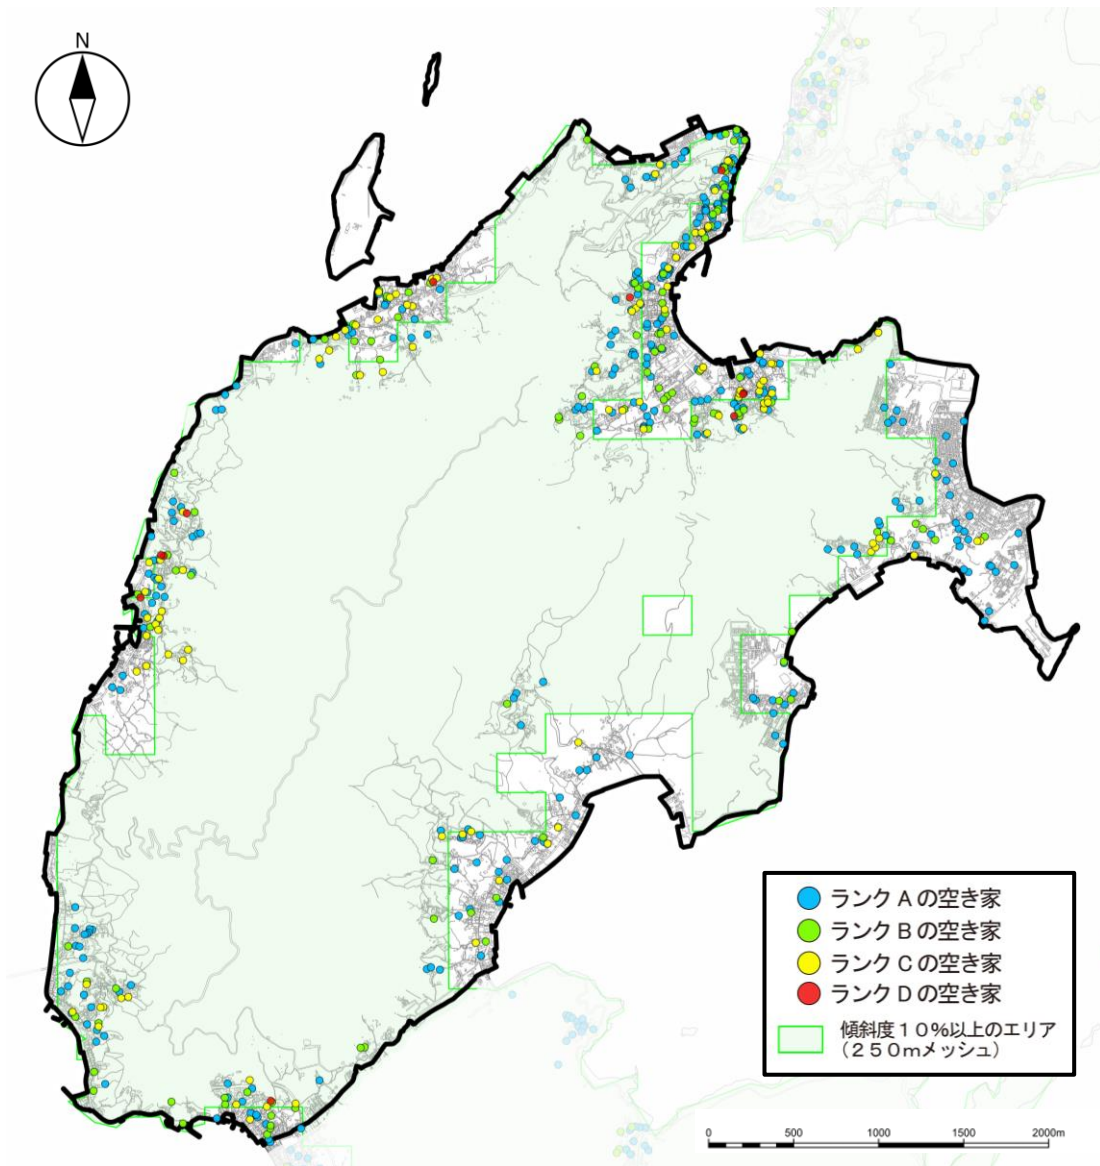 N
ランクAの空き家
ランクBの空き家
ランクCの空き家
ランクDの空き家
傾斜度10%以上のエリア
(250mメッシュ)
0 500 1000 1500 2000m